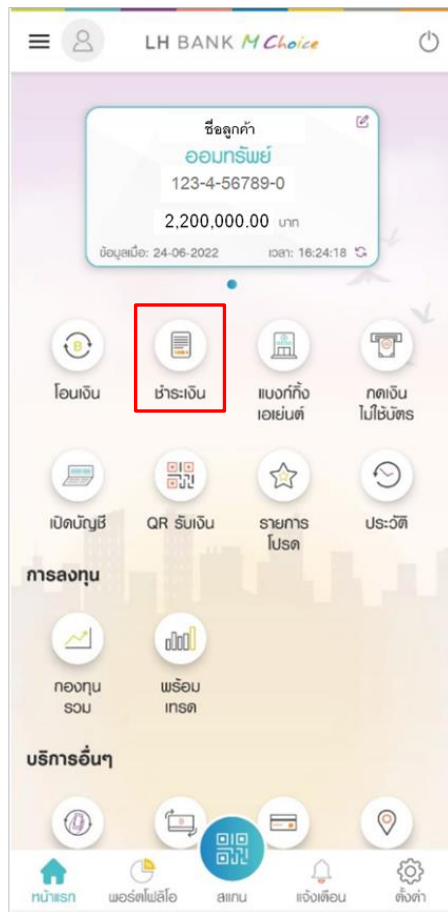 LH BANK M Choice
ชื่อลูกค้า
ออมทรัพย์
123-4-56789-0
2,200,000.00 บาท
ข้อมูลเมื่อ: 24-06-2022 เวลา: 16:24:18
โอนเงิน ชำระเงิน แบงก์กิ้ง กดเงิน
เอเย่นต์ ไม่ใช้บัตร
เปิดบัญชี QR รับเงิน รายการ ประวัติ
โปรด
การลงทุน
กองทุน พร้อม
รวม เทรด
บริการอื่นๆ
หน้าแรก พอร์ตโฟลิโอ สแกน แจ้งเตือน ตั้งค่า